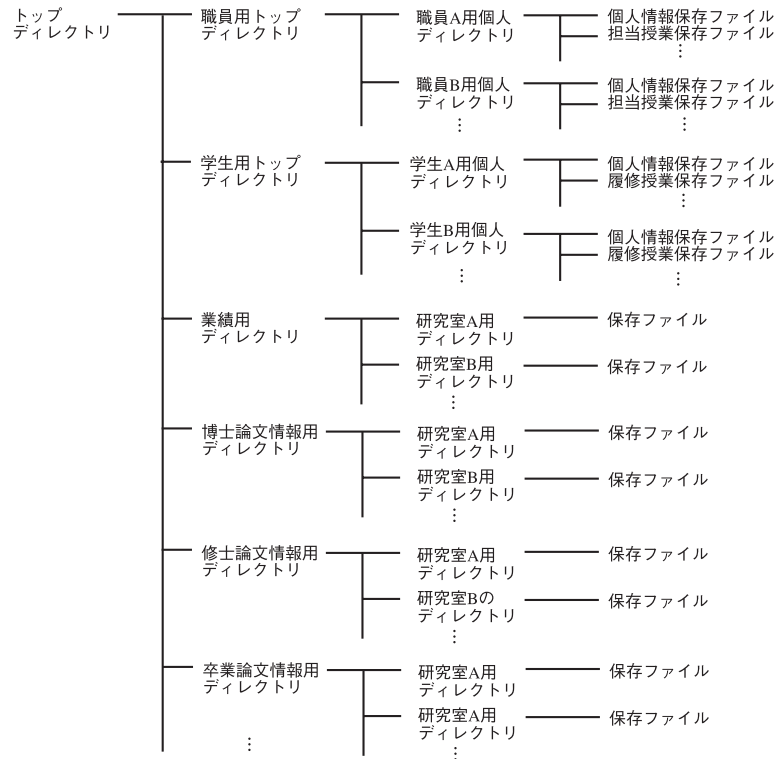 トップ
ディレクトリ
職員用トップ
ディレクトリ
職員A用個人
ディレクトリ
個人情報保存ファイル
担当授業保存ファイル
⋮
職員B用個人
ディレクトリ
⋮
個人情報保存ファイル
担当授業保存ファイル
⋮
学生用トップ
ディレクトリ
学生A用個人
ディレクトリ
個人情報保存ファイル
履修授業保存ファイル
⋮
学生B用個人
ディレクトリ
⋮
個人情報保存ファイル
履修授業保存ファイル
⋮
業績用
ディレクトリ
研究室A用
ディレクトリ
保存ファイル
研究室B用
ディレクトリ
⋮
保存ファイル
博士論文情報用
ディレクトリ
研究室A用
ディレクトリ
保存ファイル
研究室B用
ディレクトリ
⋮
保存ファイル
修士論文情報用
ディレクトリ
研究室A用
ディレクトリ
保存ファイル
研究室Bの
ディレクトリ
⋮
保存ファイル
卒業論文情報用
ディレクトリ
⋮
研究室A用
ディレクトリ
保存ファイル
研究室A用
ディレクトリ
⋮
保存ファイル